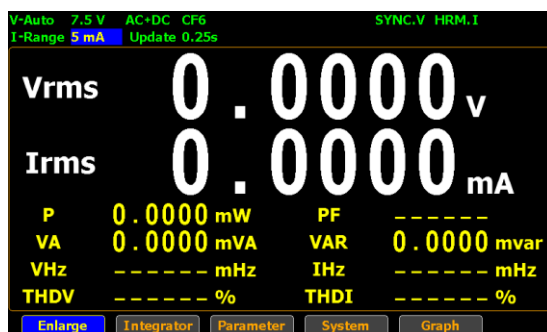 V-Auto 7.5 V AC+DC CF6 SYNC.V HRM.I
I-Range 5 mA Update 0.25s
Vrms 0.0000 V
Irms 0.0000 mA
P 0.0000 mW PF ------
VA 0.0000 mVA VAR 0.0000 mvar
VHz ------ mHz IHz ------ mHz
THDV ------ % THDI ------ %
Enlarge Integrator Parameter System Graph